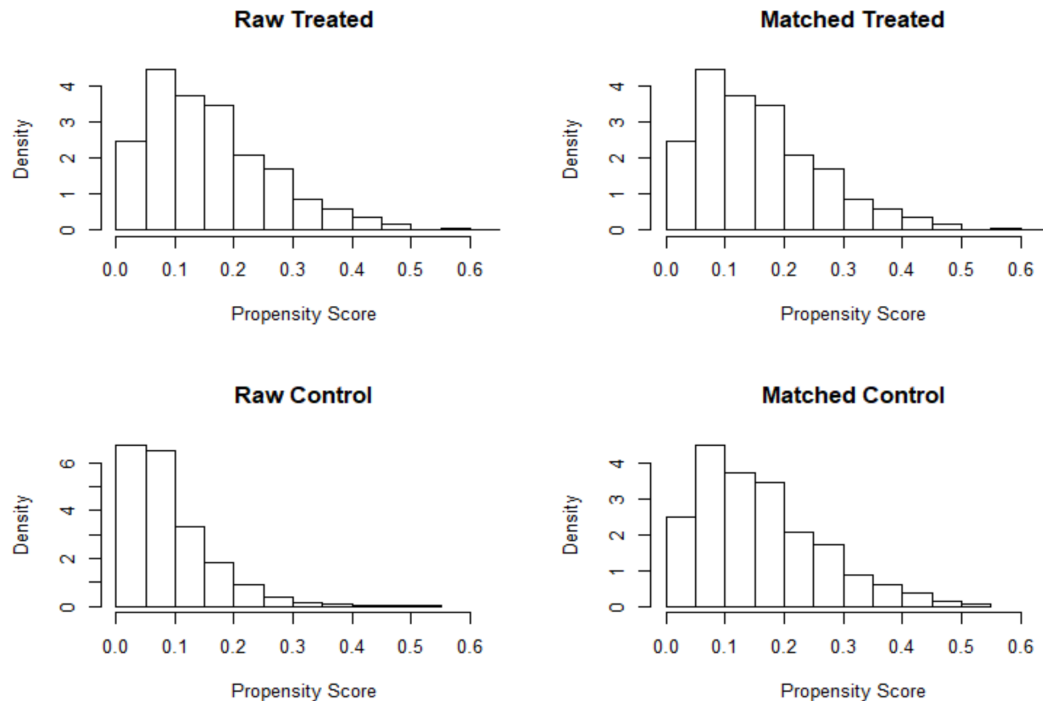 Raw Treated
Density
0 1 2 3 4
0.0 0.1 0.2 0.3 0.4 0.5 0.6
Propensity Score
Matched Treated
Density
0 1 2 3 4
0.0 0.1 0.2 0.3 0.4 0.5 0.6
Propensity Score
Raw Control
Density
0 2 4 6
0.0 0.1 0.2 0.3 0.4 0.5 0.6
Propensity Score
Matched Control
Density
0 1 2 3 4
0.0 0.1 0.2 0.3 0.4 0.5 0.6
Propensity Score